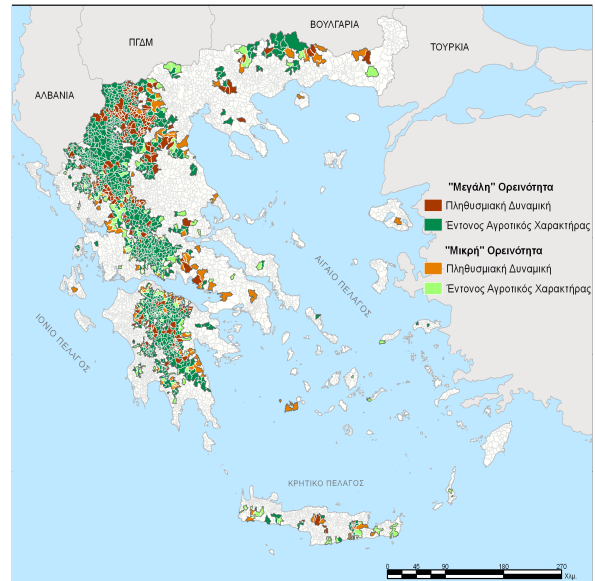 ΒΟΥΛΓΑΡΙΑ
ΠΓΔΜ
ΤΟΥΡΚΙΑ
ΑΛΒΑΝΙΑ
"Μεγάλη" Ορεινότητα
Πληθυσμιακή Δυναμική
Έντονος Αγροτικός Χαρακτήρας
"Μικρή" Ορεινότητα
Πληθυσμιακή Δυναμική
Έντονος Αγροτικός Χαρακτήρας
ΑΙΓΑΙΟ ΠΕΛΑΓΟΣ
ΙΟΝΙΟ ΠΕΛΑΓΟΣ
ΚΡΗΤΙΚΟ ΠΕΛΑΓΟΣ
0 45 90 180 270
Χλμ.